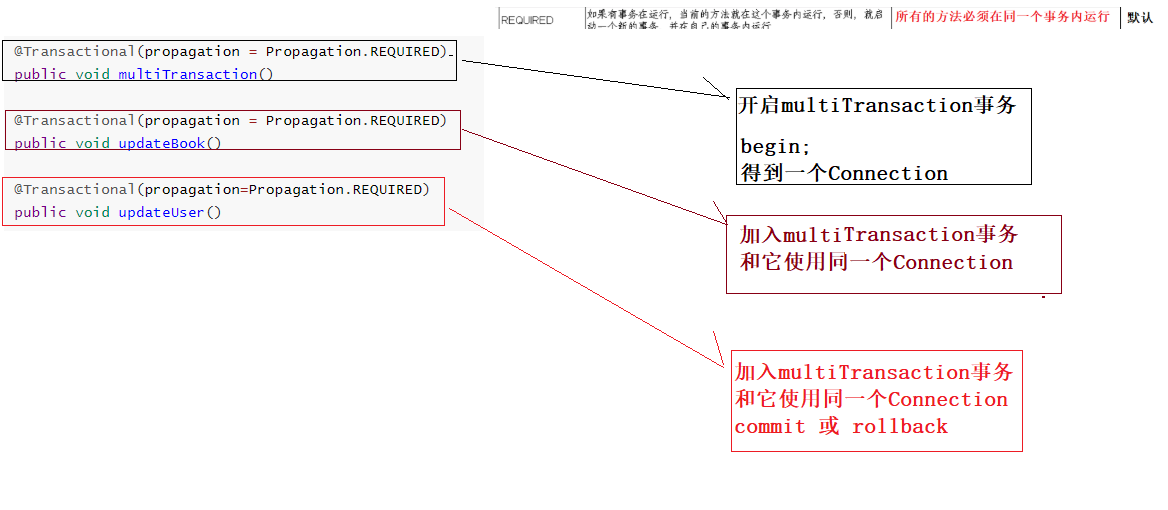 REQUIRED
如果有事务在运行，当前的方法就在这个事务内运行，否则，就启
动一个新的事务，并在自己的事务内运行
所有的方法必须在同一个事务内运行
默认
@Transactional(propagation = Propagation.REQUIRED)
public void multiTransaction()
@Transactional(propagation = Propagation.REQUIRED)
public void updateBook()
@Transactional(propagation=Propagation.REQUIRED)
public void updateUser()
开启multiTransaction事务
begin;
得到一个Connection
加入multiTransaction事务
和它使用同一个Connection
加入multiTransaction事务
和它使用同一个Connection
commit 或 rollback